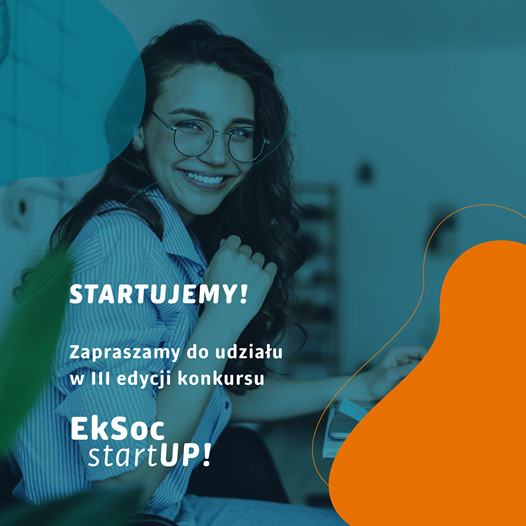 STARTUJEMY!
Zapraszamy do udziału
w III edycji konkursu
EkSoc
startUP!